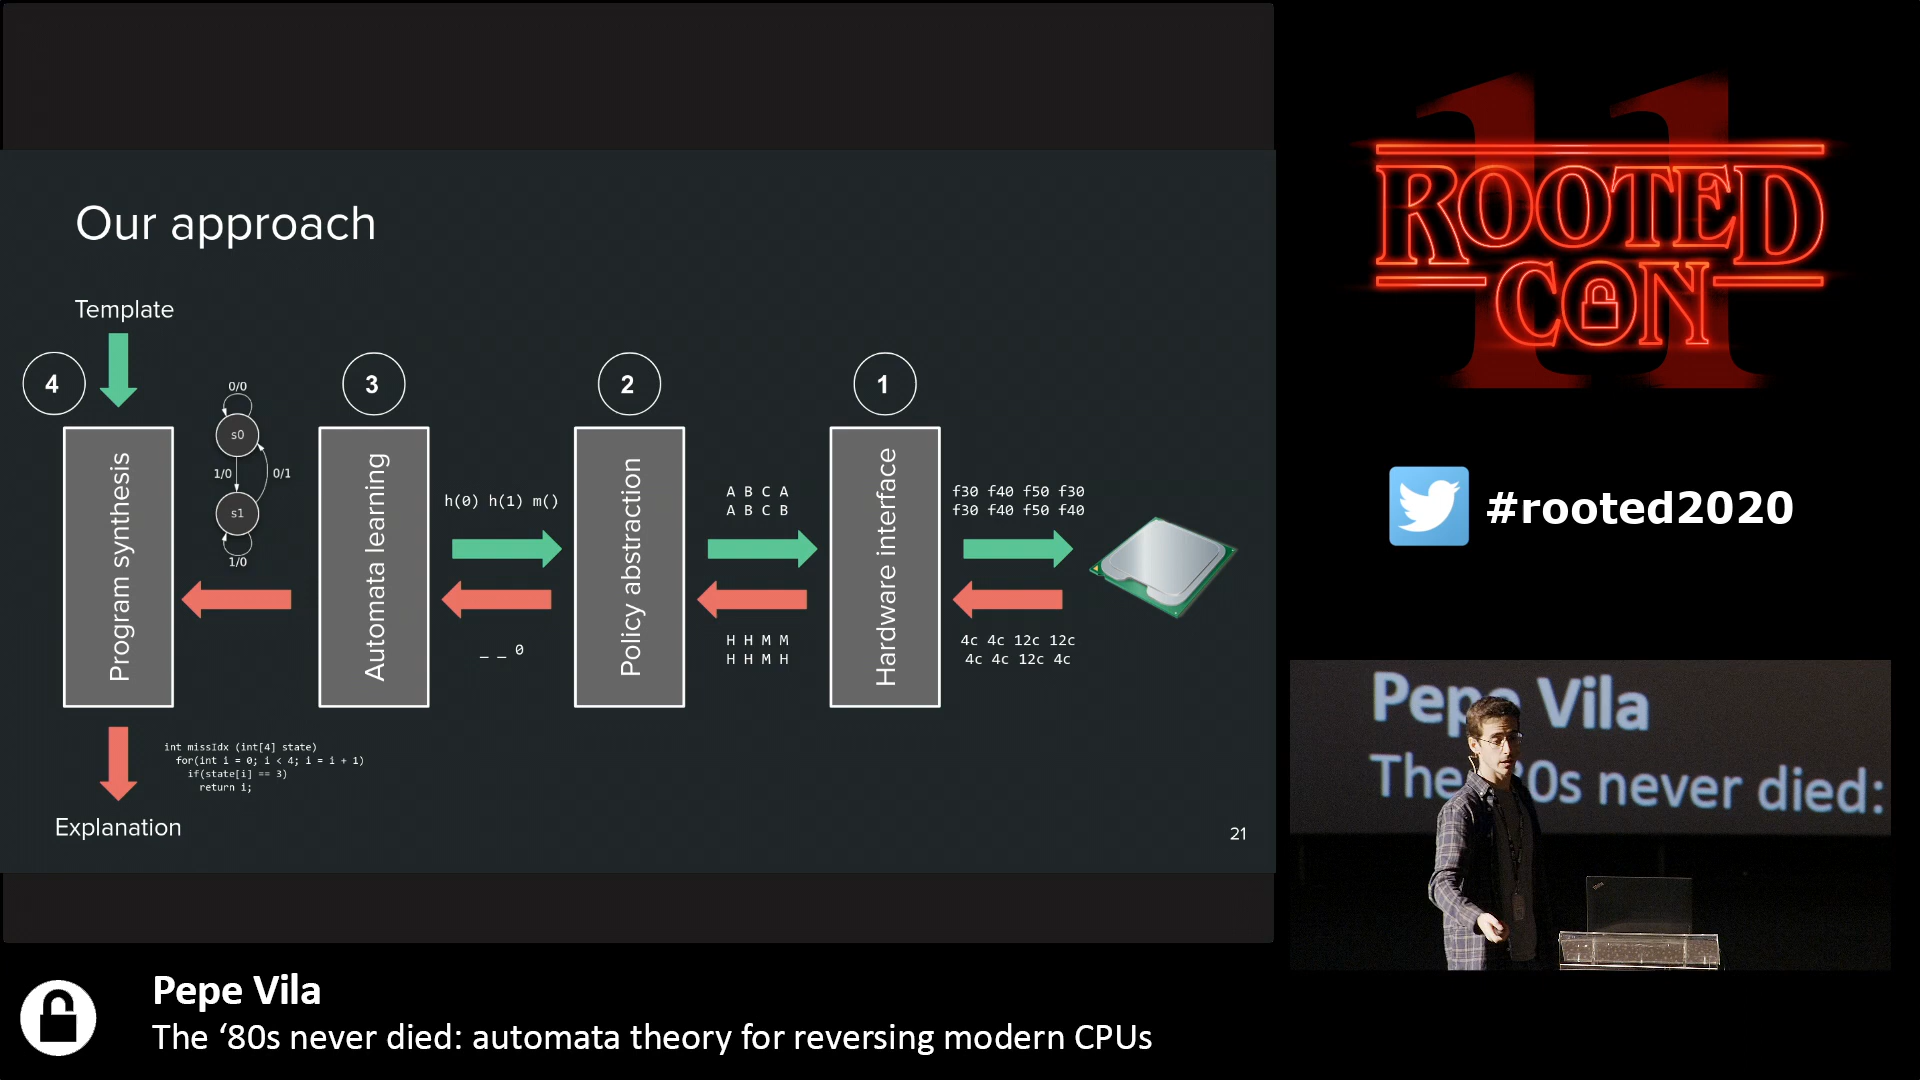 Our approach
Template
4
3
2
1
0/0
s0
1/0
0/1
s1
1/0
Program synthesis
Automata learning
Policy abstraction
Hardware interface
h(0) h(1) m()
_ _ 0
A B C A
A B C B
H H M M
H H M H
f30 f40 f50 f30
f30 f40 f50 f40
4c 4c 12c 12c
4c 4c 12c 4c
int missIdx (int[4] state)
for(int i = 0; i < 4; i = i + 1)
if(state[i] == 3)
return i;
Explanation
21
11
ROOTED
CON
#rooted2020
Pepe Vila
The '80s never died:
Pepe Vila
The ‘80s never died: automata theory for reversing modern CPUs